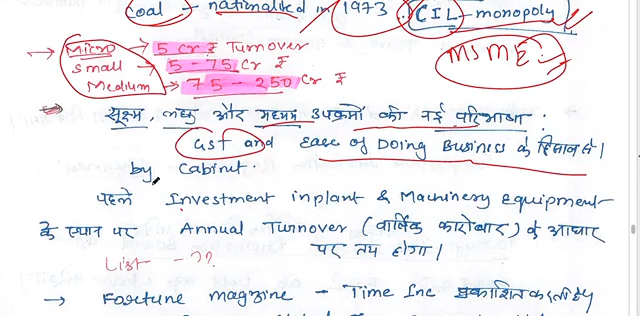 Coal - nationalised in 1973. CIL - monopoly
→ Micro → 5 Cr ₹ Turnover
MSME:-
Small → 5 - 75 Cr ₹
Medium → 75 - 250 Cr ₹
⇒ सूक्ष्म, लघु और मध्यम उपक्रमों की नई परिभाषा :
GST and Ease of Doing Business के हिसाब से।
by Cabinet
पहले Investment in plant & Machinery Equipment
के स्थान पर Annual Turnover (वार्षिक कारोबार) के आधार
पर तय होगा।
List - ??
→ Fortune magzine - Time Inc प्रकाशित करती है